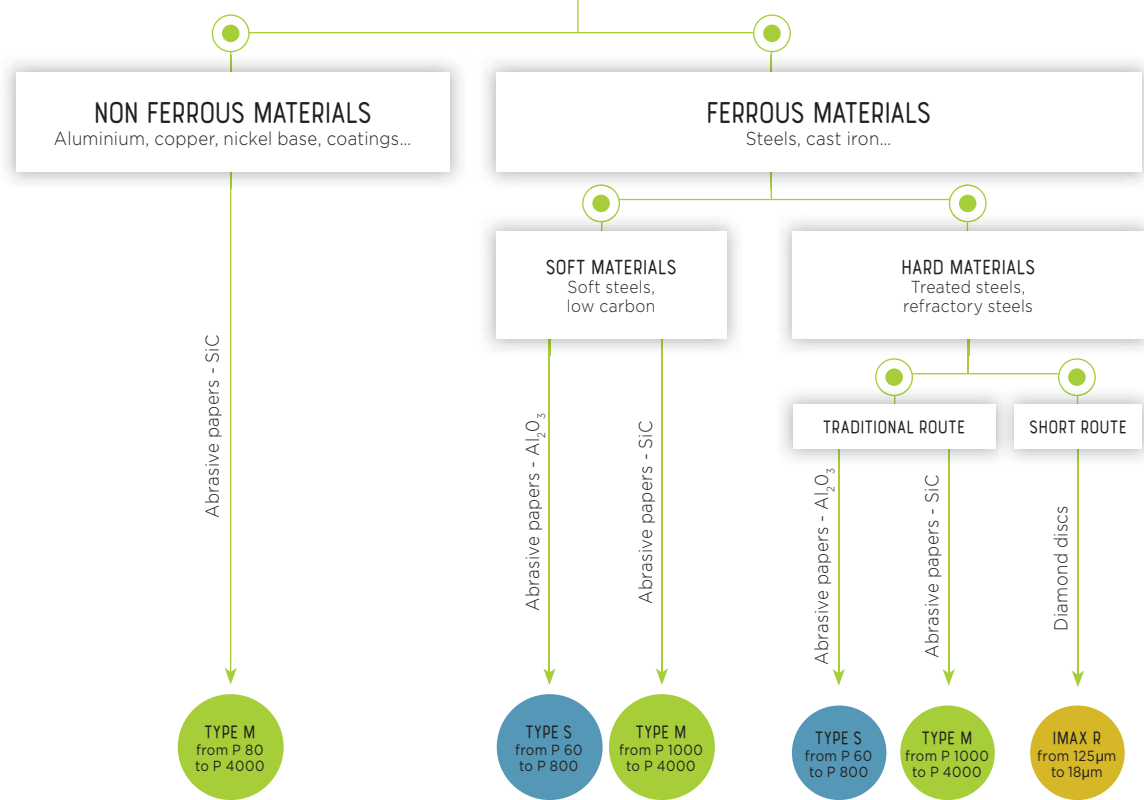 NON FERROUS MATERIALS
Aluminium, copper, nickel base, coatings...
FERROUS MATERIALS
Steels, cast iron...
SOFT MATERIALS
Soft steels,
low carbon
HARD MATERIALS
Treated steels,
refractory steels
TRADITIONAL ROUTE
SHORT ROUTE
Abrasive papers - SiC
Abrasive papers - Al₂O₃
Abrasive papers - SiC
Abrasive papers - Al₂O₃
Abrasive papers - SiC
Diamond discs
TYPE M
from P 80
to P 4000
TYPE S
from P 60
to P 800
TYPE M
from P 1000
to P 4000
TYPE S
from P 60
to P 800
TYPE M
from P 1000
to P 4000
IMAX R
from 125µm
to 18µm